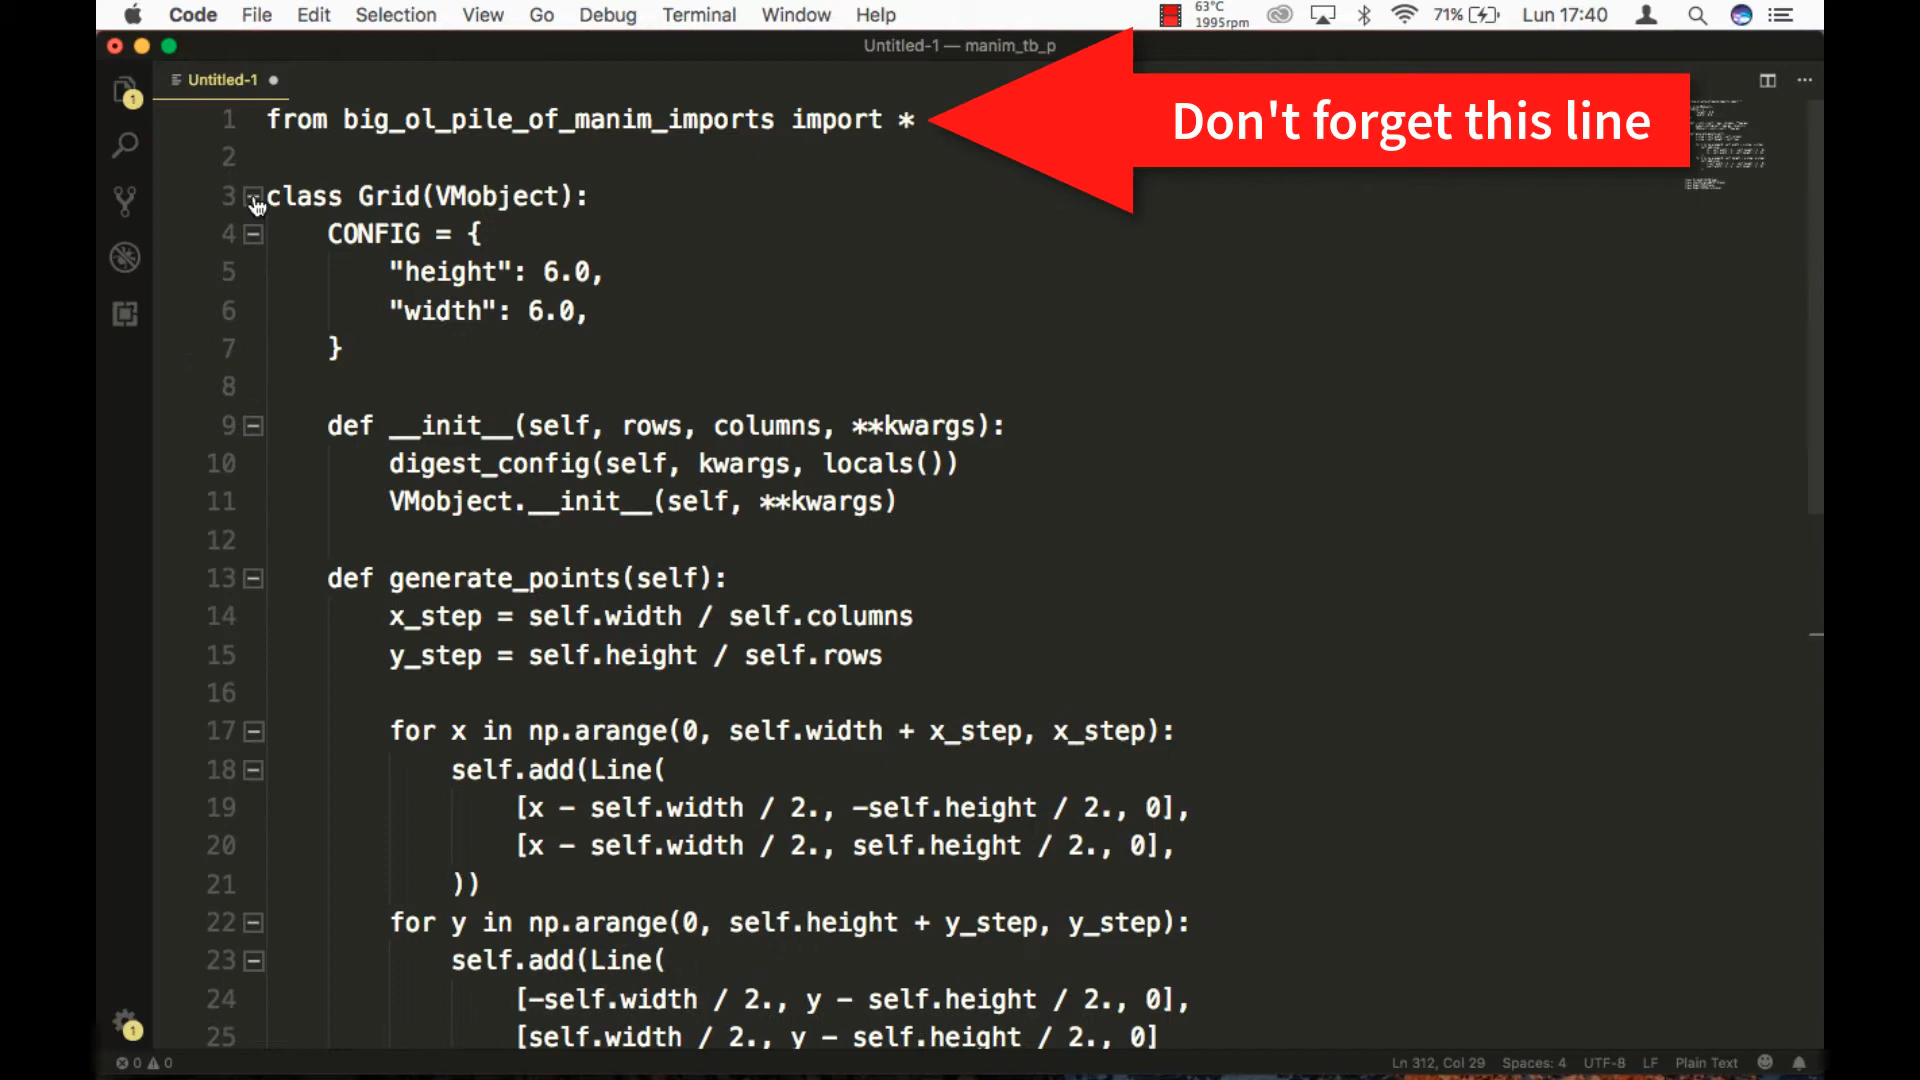 Code File Edit Selection View Go Debug Terminal Window Help 63°C 1995rpm 71% Lun 17:40
Untitled-1 — manim_tb_p
Untitled-1
Don't forget this line
1 from big_ol_pile_of_manim_imports import *
2
3 class Grid(VMobject):
4 CONFIG = {
5 "height": 6.0,
6 "width": 6.0,
7 }
8
9 def __init__(self, rows, columns, **kwargs):
10 digest_config(self, kwargs, locals())
11 VMobject.__init__(self, **kwargs)
12
13 def generate_points(self):
14 x_step = self.width / self.columns
15 y_step = self.height / self.rows
16
17 for x in np.arange(0, self.width + x_step, x_step):
18 self.add(Line(
19 [x - self.width / 2., -self.height / 2., 0],
20 [x - self.width / 2., self.height / 2., 0],
21 ))
22 for y in np.arange(0, self.height + y_step, y_step):
23 self.add(Line(
24 [-self.width / 2., y - self.height / 2., 0],
25 [self.width / 2., y - self.height / 2., 0]
1
1
0 0 Ln 312, Col 29 Spaces: 4 UTF-8 LF Plain Text